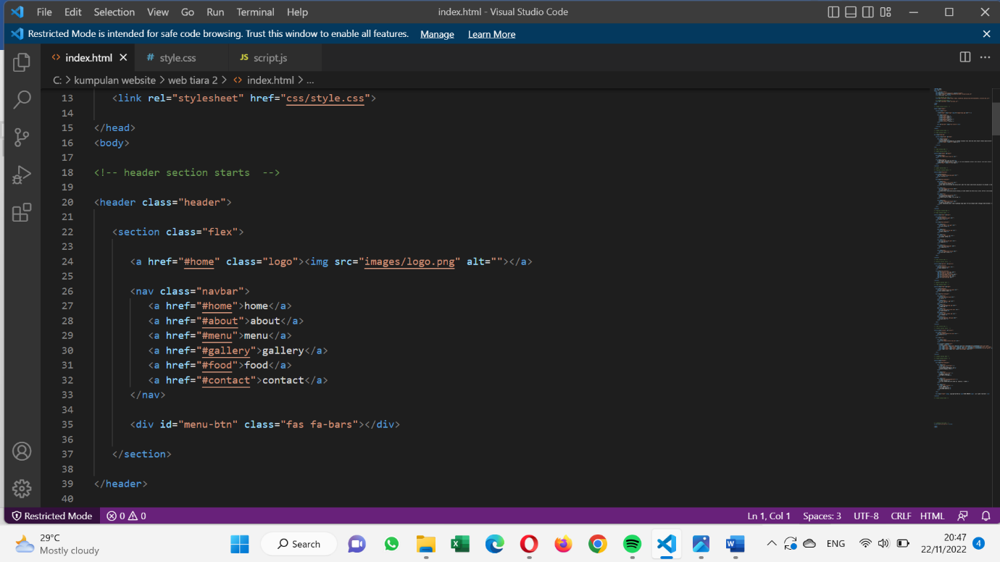 File Edit Selection View Go Run Terminal Help index.html - Visual Studio Code
Restricted Mode is intended for safe code browsing. Trust this window to enable all features. Manage Learn More
<> index.html # style.css JS script.js
C: > kumpulan website > web tiara 2 > <> index.html > ...
13 <link rel="stylesheet" href="css/style.css">
14
15 </head>
16 <body>
17
18 <!-- header section starts  -->
19
20 <header class="header">
21
22 <section class="flex">
23
24 <a href="#home" class="logo"><img src="images/logo.png" alt=""></a>
25
26 <nav class="navbar">
27 <a href="#home">home</a>
28 <a href="#about">about</a>
29 <a href="#menu">menu</a>
30 <a href="#gallery">gallery</a>
31 <a href="#food">food</a>
32 <a href="#contact">contact</a>
33 </nav>
34
35 <div id="menu-btn" class="fas fa-bars"></div>
36
37 </section>
38
39 </header>
40
Restricted Mode 0 0 Ln 1, Col 1 Spaces: 3 UTF-8 CRLF HTML
29°C
Mostly cloudy
Search
ENG
20:47
22/11/2022
4